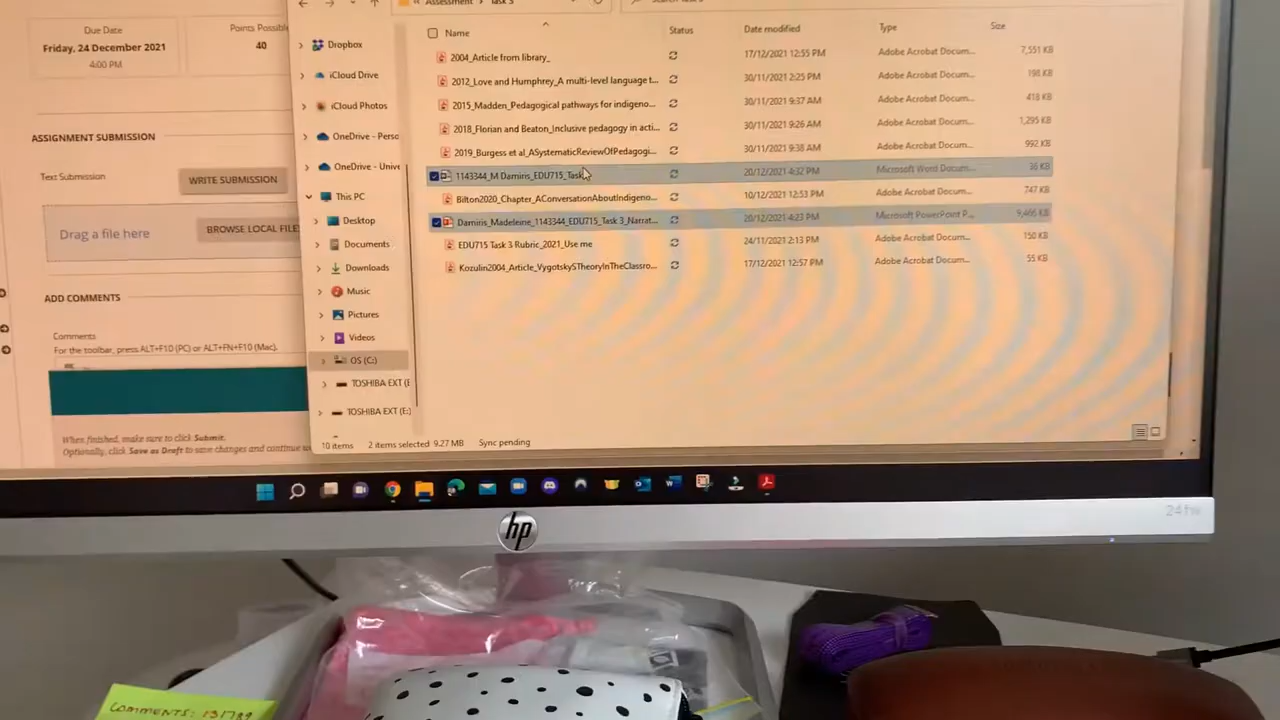 Due Date
Friday, 24 December 2021
4:00 PM
Points Possible
40
ASSIGNMENT SUBMISSION
Text Submission
WRITE SUBMISSION
Drag a file here
BROWSE LOCAL FILES
ADD COMMENTS
Comments
For the toolbar, press ALT+F10 (PC) or ALT+FN+F10 (Mac).
When finished, make sure to click Submit.
Optionally, click Save as Draft to save changes and continue
Assessment
Task 3
Dropbox
iCloud Drive
iCloud Photos
OneDrive - Perso
OneDrive - Unive
This PC
Desktop
Documents
Downloads
Music
Pictures
Videos
OS (C:)
TOSHIBA EXT (E
TOSHIBA EXT (E:)
Name Status Date modified Type Size
2004_Article from library_ 17/12/2021 12:55 PM Adobe Acrobat Docum... 7,551 KB
2012_Love and Humphrey_A multi-level language t... 30/11/2021 2:25 PM Adobe Acrobat Docum... 198 KB
2015_Madden_Pedagogical pathways for indigeno... 30/11/2021 9:37 AM Adobe Acrobat Docum... 418 KB
2018_Florian and Beaton_Inclusive pedagogy in acti... 30/11/2021 9:26 AM Adobe Acrobat Docum... 1,295 KB
2019_Burgess et al_ASystematicReviewOfPedagogi... 30/11/2021 9:38 AM Adobe Acrobat Docum... 992 KB
1143344_M Damiris_EDU715_Task 20/12/2021 4:32 PM Microsoft Word Docum... 36 KB
Bilton2020_Chapter_AConversationAboutIndigeno... 10/12/2021 12:53 PM Adobe Acrobat Docum... 747 KB
Damiris_Madeleine_1143344_EDU715_Task 3_Narrat... 20/12/2021 4:23 PM Microsoft PowerPoint P... 9,466 KB
EDU715 Task 3 Rubric_2021_Use me 24/11/2021 2:13 PM Adobe Acrobat Docum... 150 KB
Kozulin2004_Article_VygotskySTheoryInTheClassro... 17/12/2021 12:57 PM Adobe Acrobat Docum... 55 KB
10 items 2 items selected 9.27 MB Sync pending
hp
24fw
COMMENTS: 131789